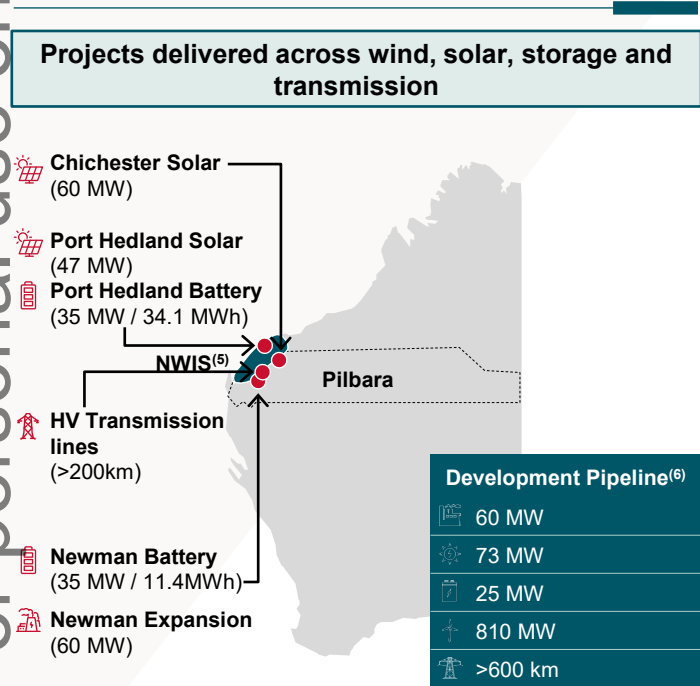 Projects delivered across wind, solar, storage and
transmission
Chichester Solar
(60 MW)
Port Hedland Solar
(47 MW)
Port Hedland Battery
(35 MW / 34.1 MWh)
NWIS(5)
Pilbara
HV Transmission
lines
(>200km)
Newman Battery
(35 MW / 11.4MWh)
Newman Expansion
(60 MW)
Development Pipeline(6)
60 MW
73 MW
25 MW
810 MW
>600 km